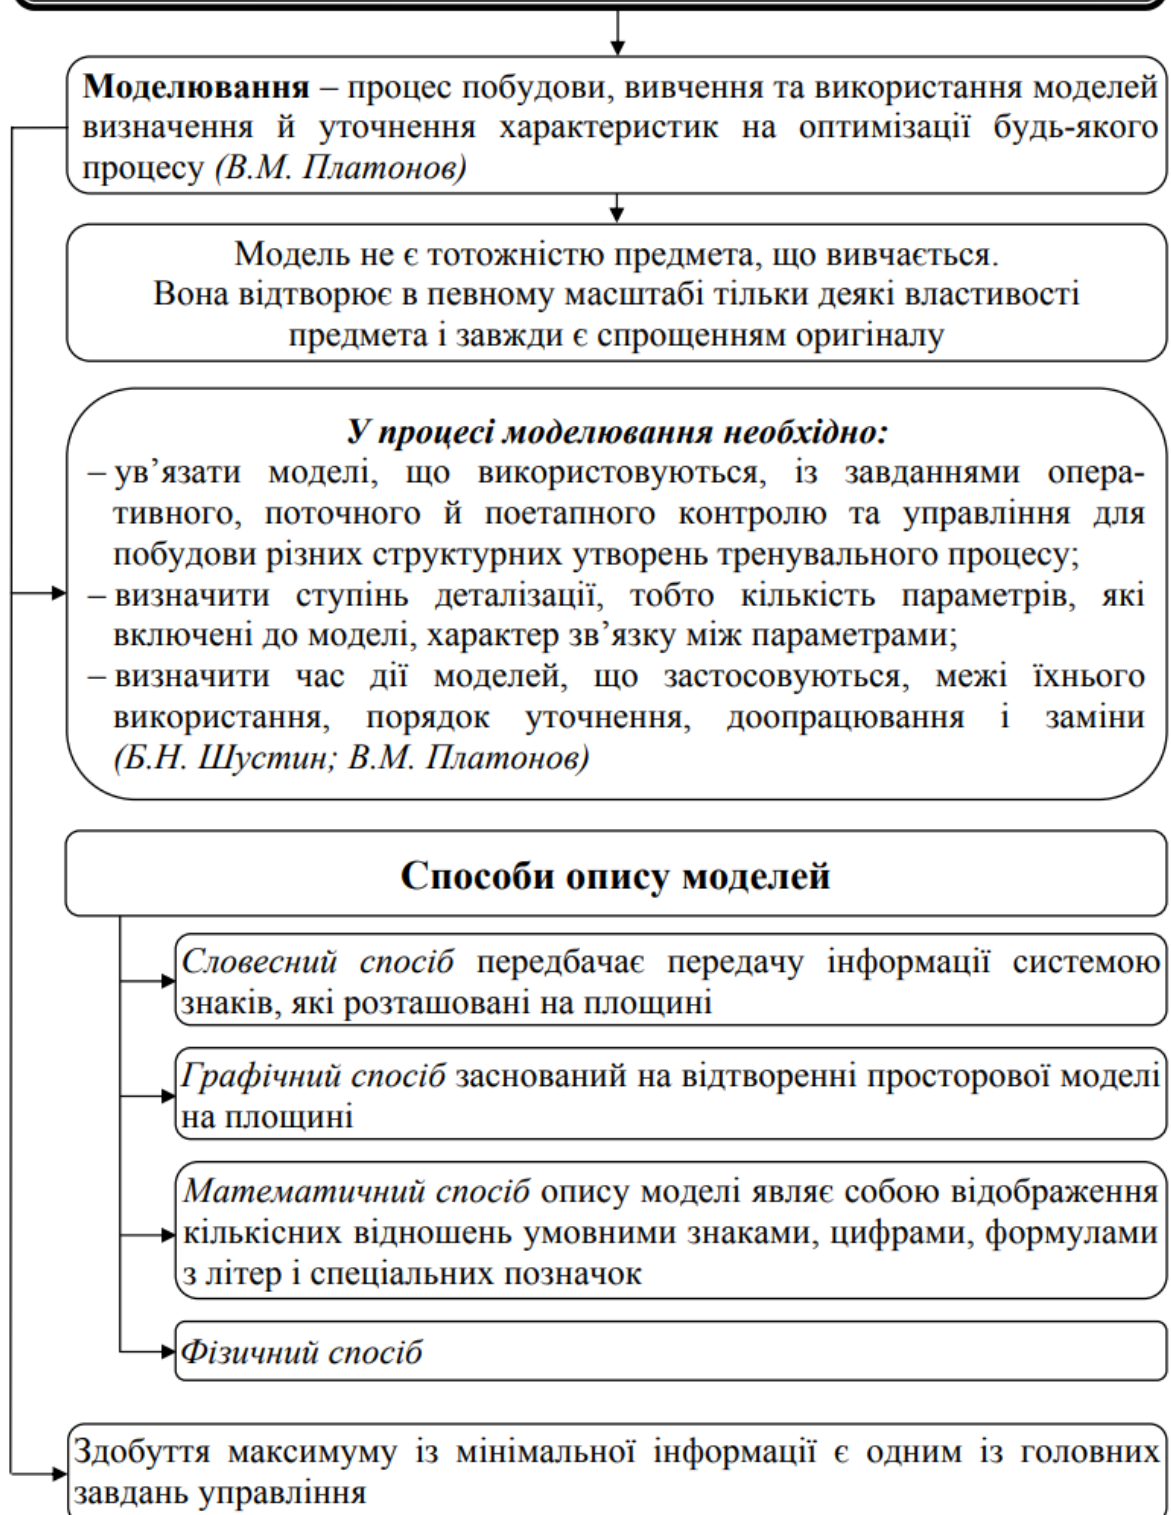 Моделювання – процес побудови, вивчення та використання моделей
визначення й уточнення характеристик на оптимізації будь-якого
процесу (В.М. Платонов)
Модель не є тотожністю предмета, що вивчається.
Вона відтворює в певному масштабі тільки деякі властивості
предмета і завжди є спрощенням оригіналу
У процесі моделювання необхідно:
– ув’язати моделі, що використовуються, із завданнями опера-
тивного, поточного й поетапного контролю та управління для
побудови різних структурних утворень тренувального процесу;
– визначити ступінь деталізації, тобто кількість параметрів, які
включені до моделі, характер зв’язку між параметрами;
– визначити час дії моделей, що застосовуються, межі їхнього
використання, порядок уточнення, доопрацювання і заміни
(Б.Н. Шустин; В.М. Платонов)
Способи опису моделей
Словесний спосіб передбачає передачу інформації системою
знаків, які розташовані на площині
Графічний спосіб заснований на відтворенні просторової моделі
на площині
Математичний спосіб опису моделі являє собою відображення
кількісних відношень умовними знаками, цифрами, формулами
з літер і спеціальних позначок
Фізичний спосіб
Здобуття максимуму із мінімальної інформації є одним із головних
завдань управління